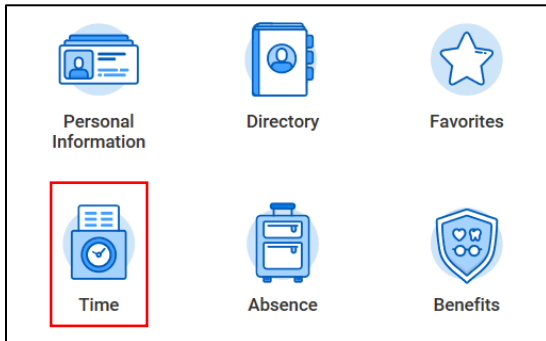 Personal
Information
Directory
Favorites
Time
Absence
Benefits